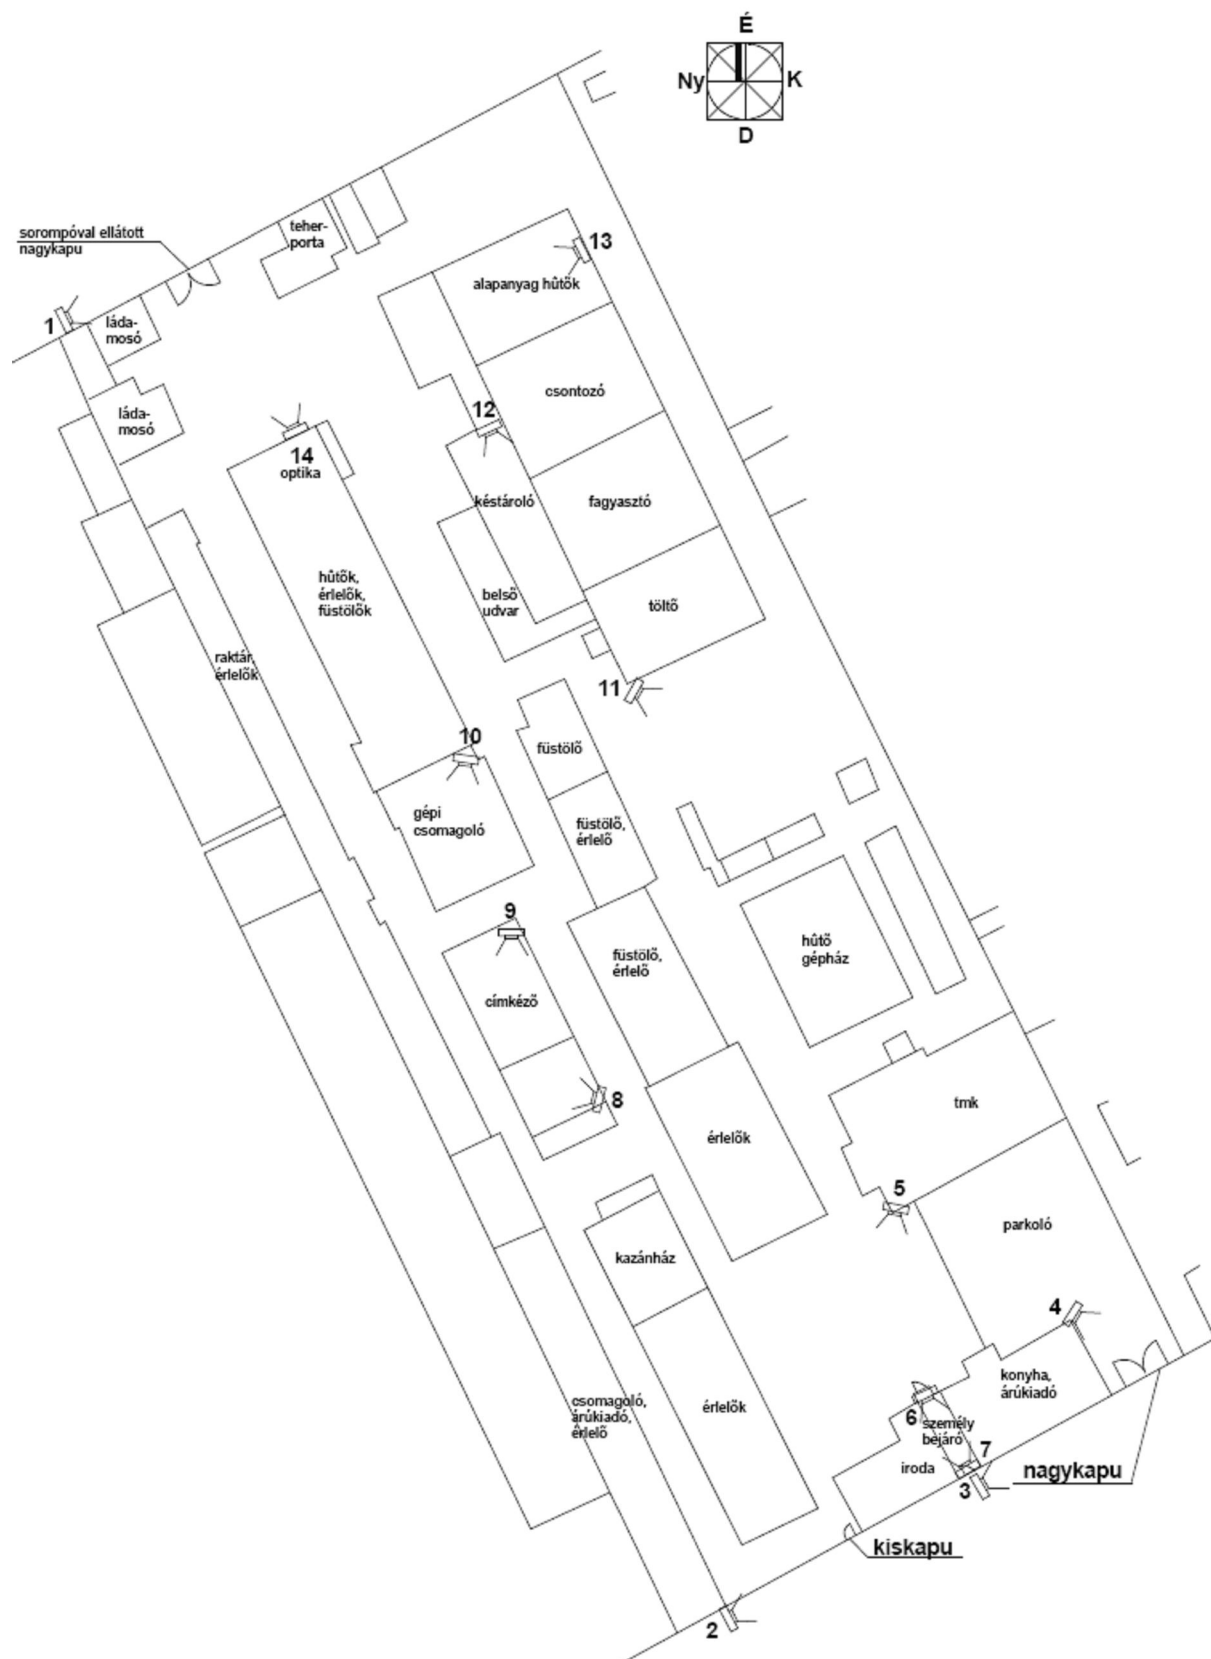 É
Ny
K
D
sorompóval ellátott
nagykapu
teher-
porta
13
alapanyag hûtők
1
láda-
mosó
csontozó
láda-
mosó
12
14
optika
késtároló
fagyasztó
hûtők,
érlelők,
füstölők
belső
udvar
töltő
raktár,
érlelők
11
10
füstölő
gépi
csomagoló
füstölő,
érlelő
9
füstölő,
érlelő
hûtő
gépház
címkéző
8
tmk
érlelők
5
parkoló
kazánház
4
konyha,
árúkiadó
csomagoló,
árúkiadó,
érlelő
érlelők
6
személy
bejáró
7
iroda
nagykapu
3
kiskapu
2